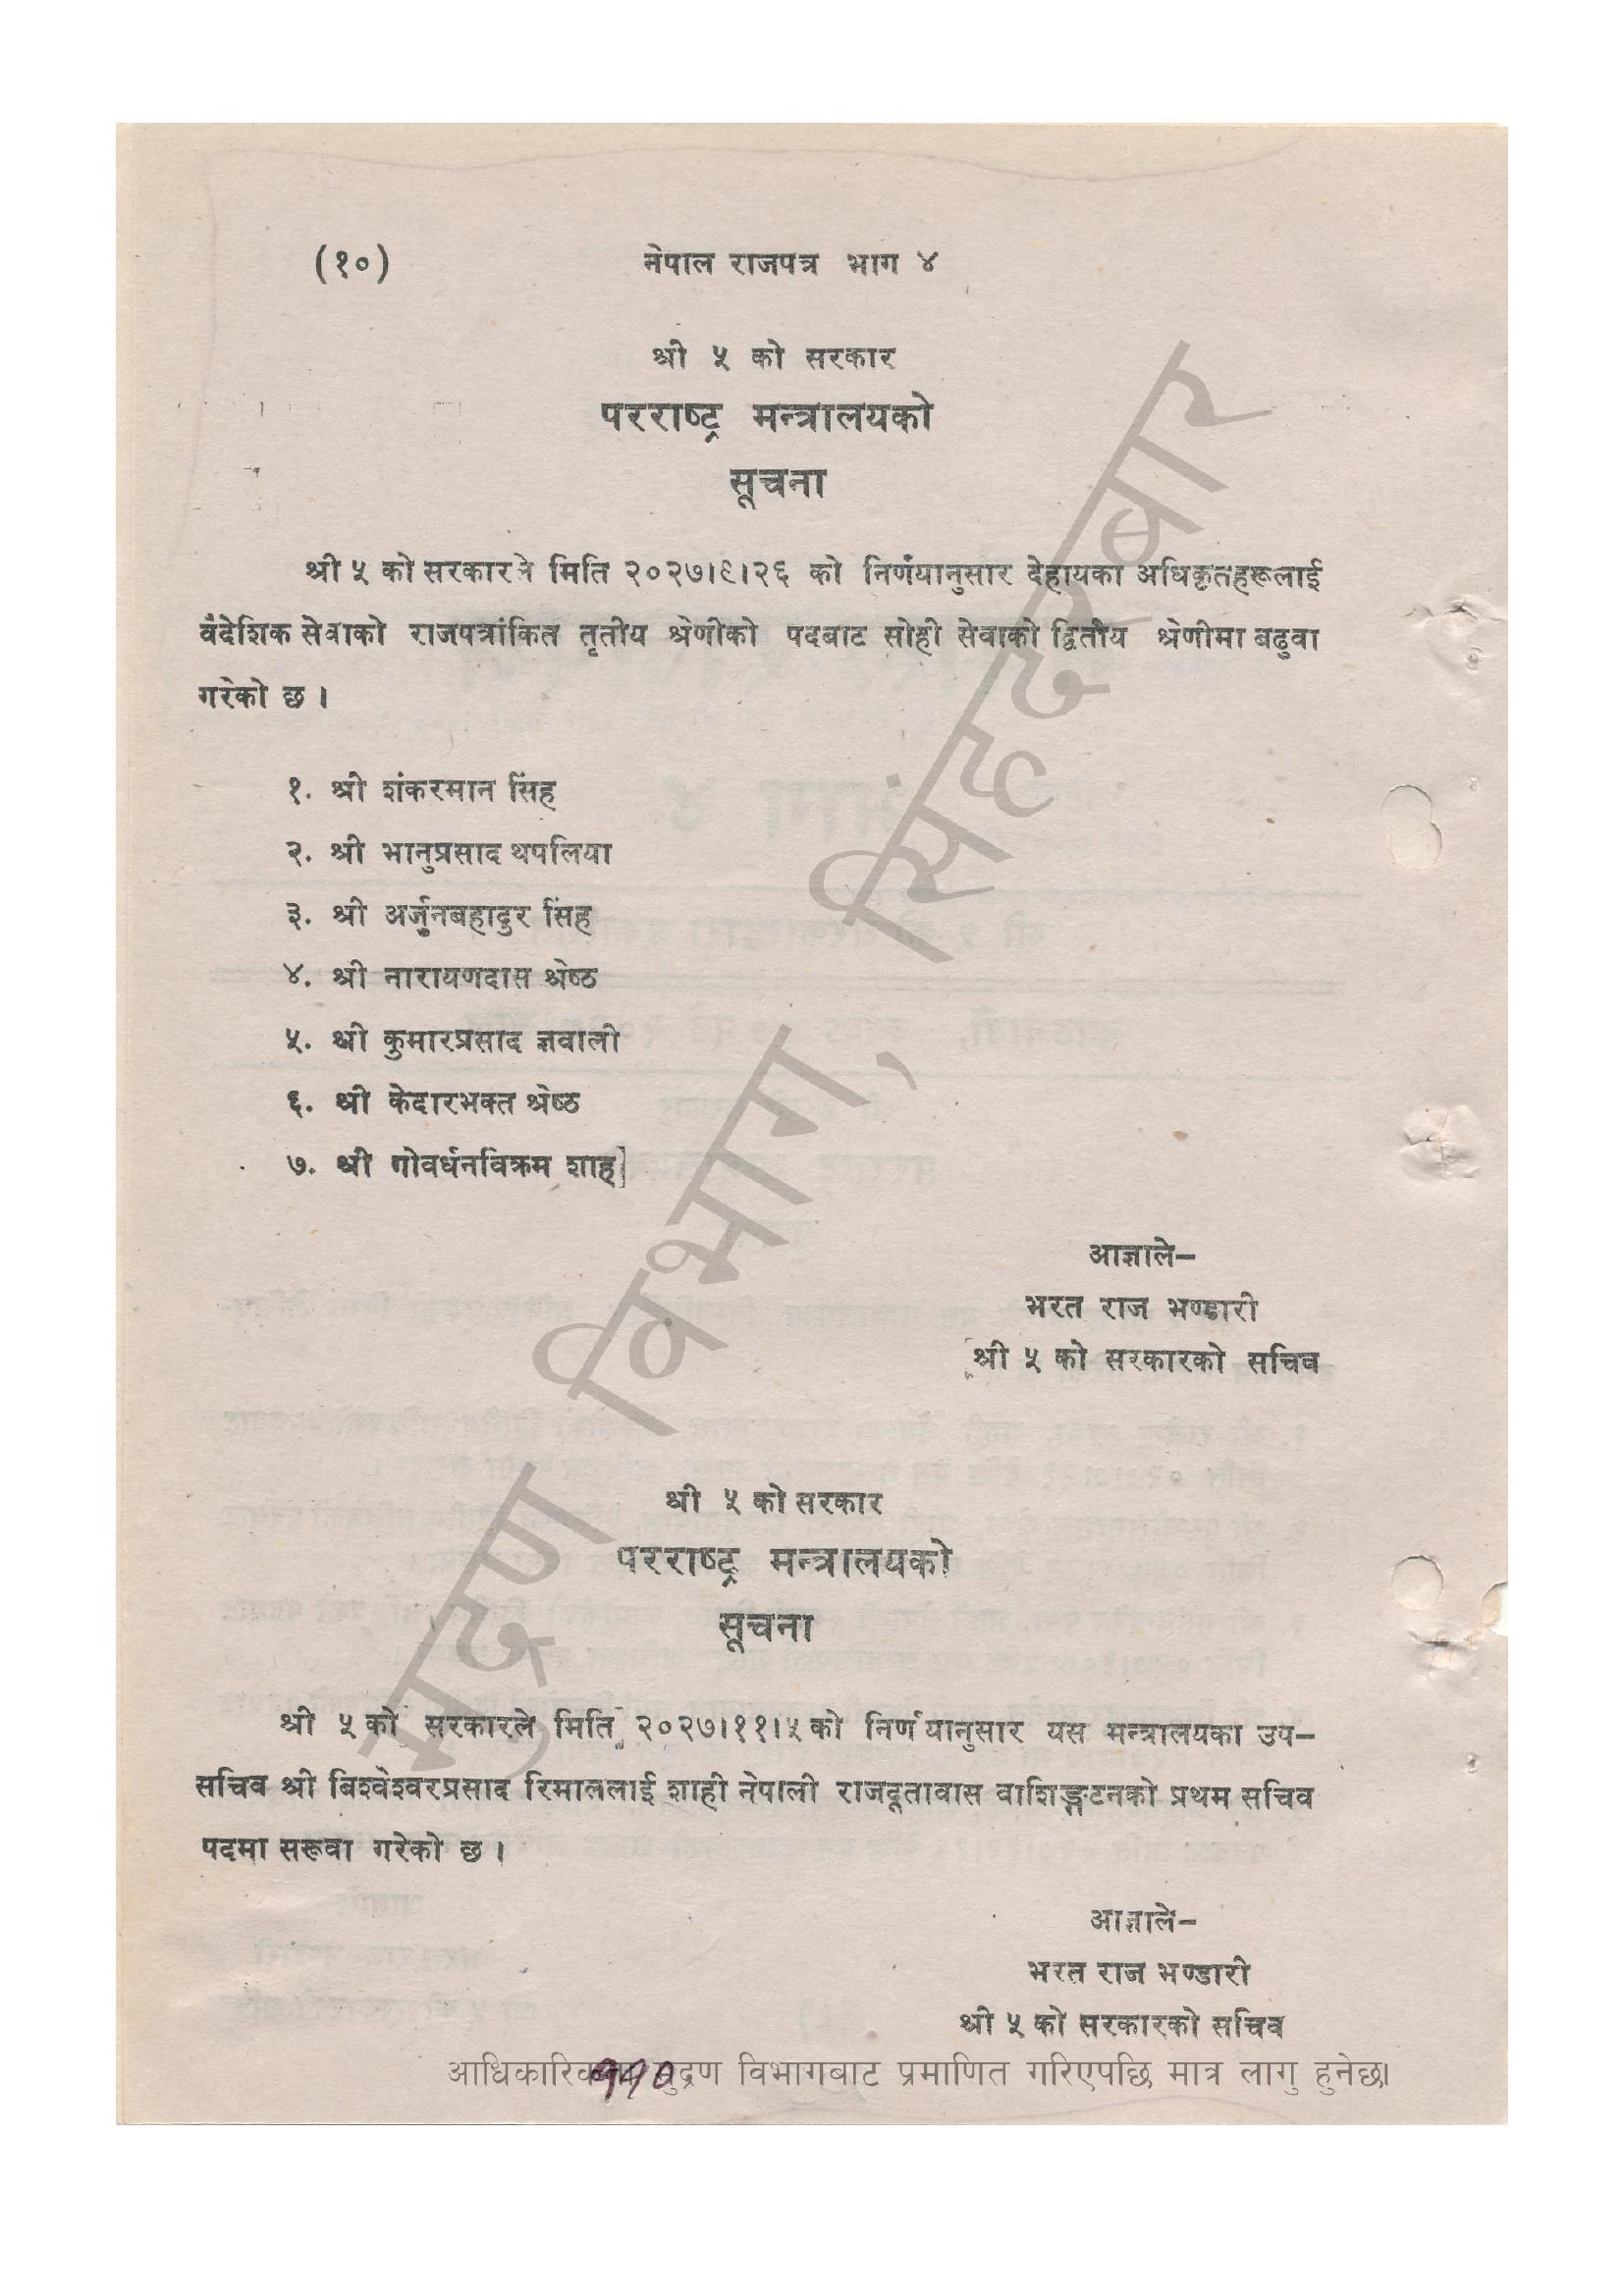 (१०) नेपाल राजपत्र भाग ४
श्री ५ को सरकार
परराष्ट्र मन्त्रालयको
सूचना
श्री ५ को सरकारले मिति २०२७।९।२६ को निर्णयानुसार देहायका अधिकृतहरूलाई
वैदेशिक सेवाको राजपत्रांकित तृतीय श्रेणीको पदबाट सोही सेवाको द्वितीय श्रेणीमा बढुवा
गरेको छ ।
१. श्री शंकरमान सिंह
२. श्री भानुप्रसाद थपलिया
३. श्री अर्जुनबहादुर सिंह
४. श्री नारायणदास श्रेष्ठ
५. श्री कुमारप्रसाद ज्ञवाली
६. श्री केदारभक्त श्रेष्ठ
७. श्री गोवर्धनविक्रम शाह
आज्ञाले–
भरत राज भण्डारी
श्री ५ को सरकारको सचिव
श्री ५ को सरकार
परराष्ट्र मन्त्रालयको
सूचना
श्री ५ को सरकारले मिति २०२७।११।५ को निर्णयानुसार यस मन्त्रालयका उप–
सचिव श्री बिश्वेश्वरप्रसाद रिमाललाई शाही नेपाली राजदूतावास वाशिङ्गटनको प्रथम सचिव
पदमा सरूवा गरेको छ ।
आज्ञाले–
भरत राज भण्डारी
श्री ५ को सरकारको सचिव
मुद्रण विभाग, सिंहदरबार
आधिकारिकता मुद्रण विभागबाट प्रमाणित गरिएपछि मात्र लागु हुनेछ।